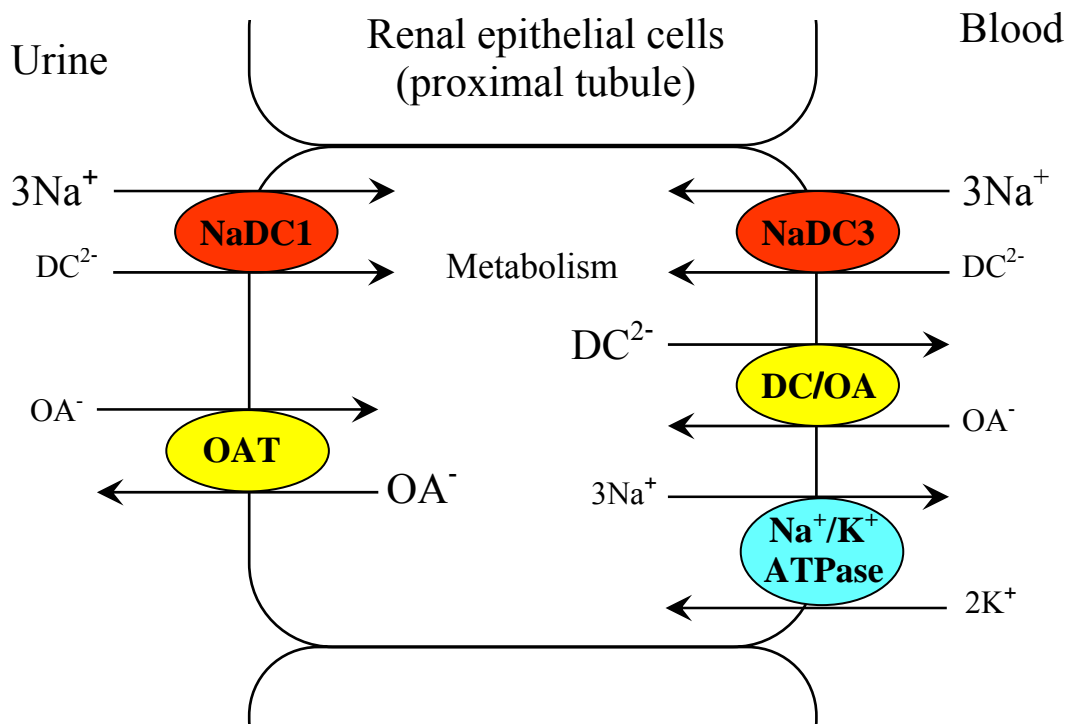 Urine
Renal epithelial cells
(proximal tubule)
Blood
3Na⁺
NaDC1
DC²⁻
Metabolism
3Na⁺
NaDC3
DC²⁻
DC²⁻
DC/OA
OA⁻
OA⁻
OAT
OA⁻
3Na⁺
Na⁺/K⁺
ATPase
2K⁺